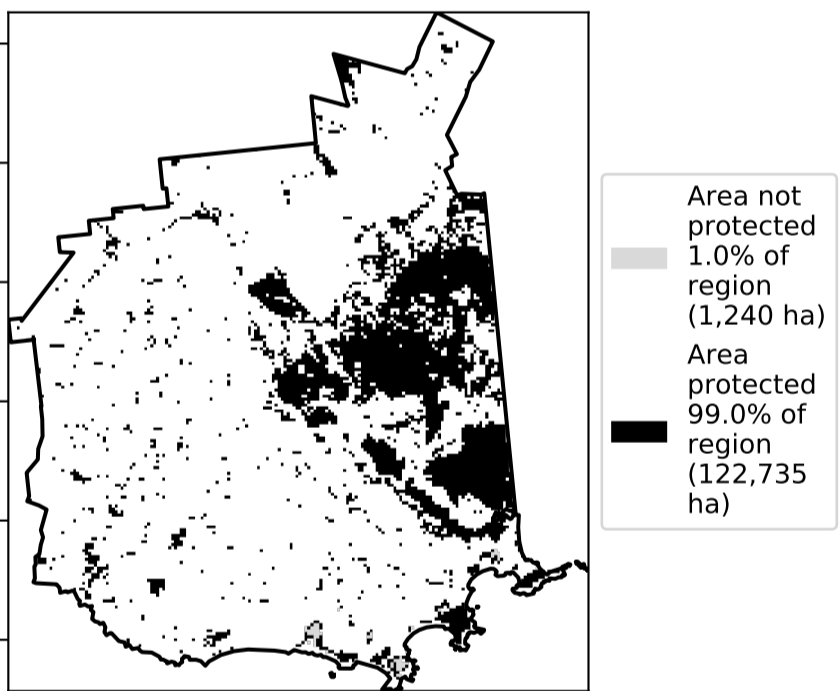 Area not
protected
1.0% of
region
(1,240 ha)
Area
protected
99.0% of
region
(122,735
ha)